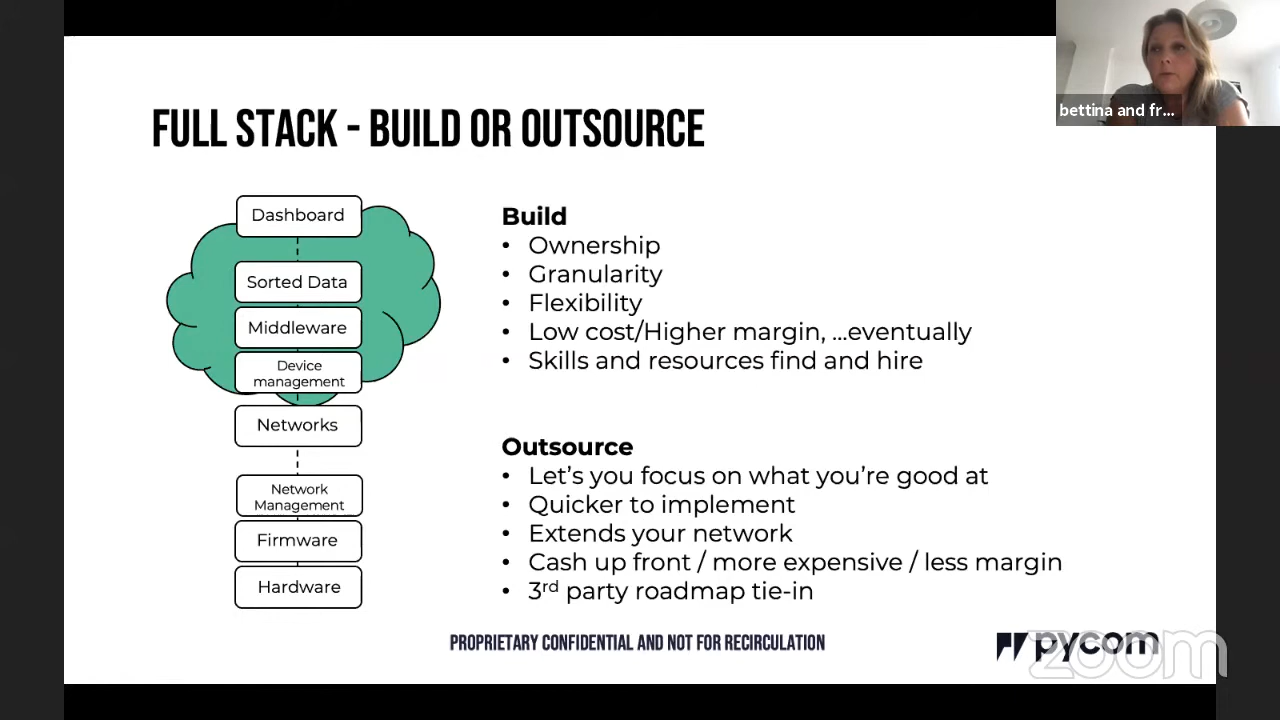 bettina and fr...
FULL STACK - BUILD OR OUTSOURCE
Dashboard
Sorted Data
Middleware
Device
management
Networks
Network
Management
Firmware
Hardware
Build
• Ownership
• Granularity
• Flexibility
• Low cost/Higher margin, ...eventually
• Skills and resources find and hire
Outsource
• Let's you focus on what you're good at
• Quicker to implement
• Extends your network
• Cash up front / more expensive / less margin
• 3rd party roadmap tie-in
PROPRIETARY CONFIDENTIAL AND NOT FOR RECIRCULATION
pycom
zoom